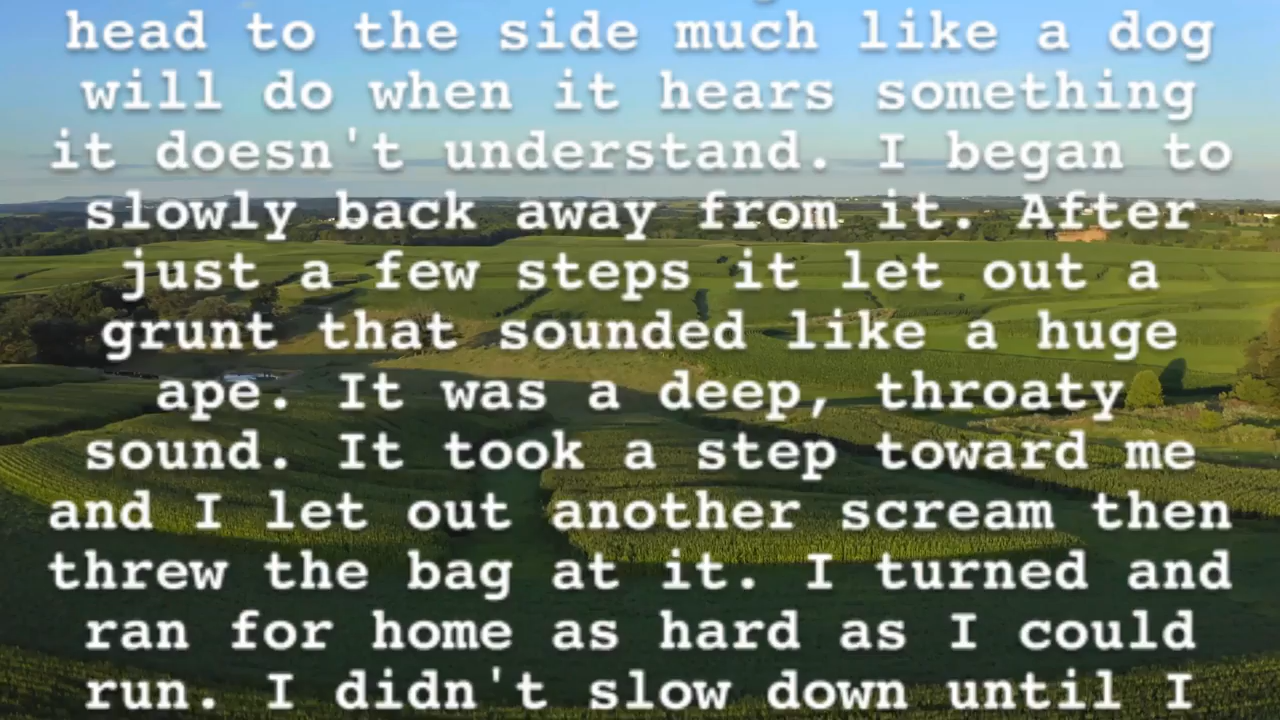 head to the side much like a dog
will do when it hears something
it doesn't understand. I began to
slowly back away from it. After
just a few steps it let out a
grunt that sounded like a huge
ape. It was a deep, throaty
sound. It took a step toward me
and I let out another scream then
threw the bag at it. I turned and
ran for home as hard as I could
run. I didn't slow down until I